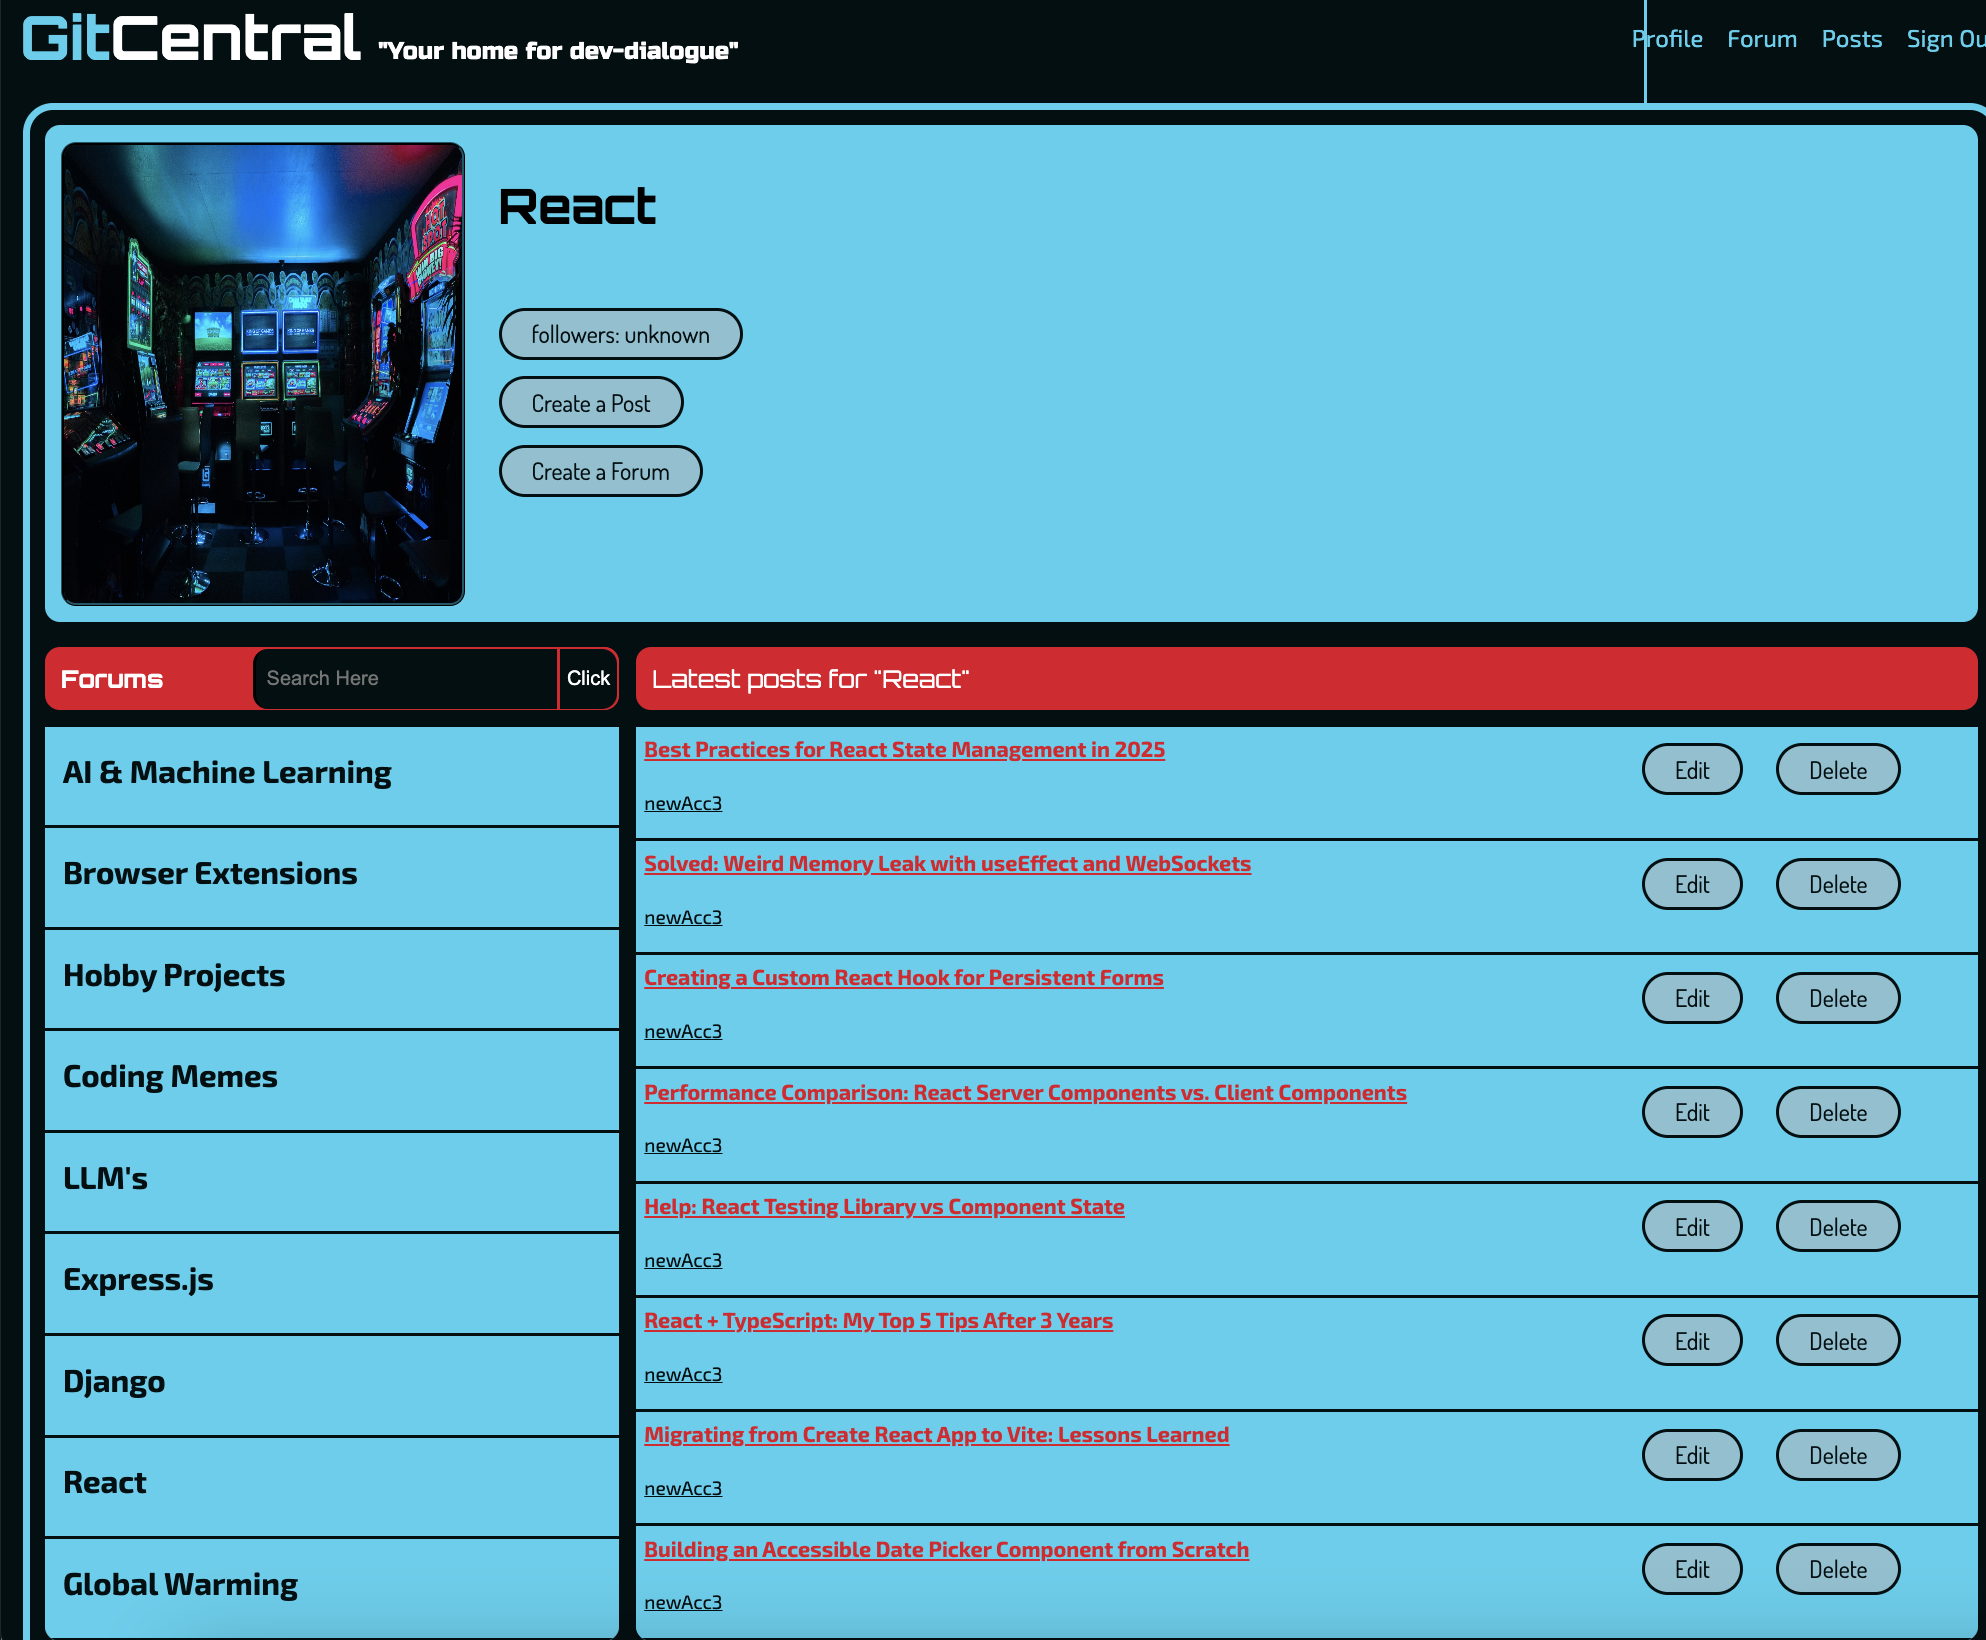 GitCentral "Your home for dev-dialogue"
Profile Forum Posts Sign Ou
React
followers: unknown
Create a Post
Create a Forum
Forums Search Here Click
AI & Machine Learning
Browser Extensions
Hobby Projects
Coding Memes
LLM's
Express.js
Django
React
Global Warming
Latest posts for "React"
Best Practices for React State Management in 2025
newAcc3
Edit Delete
Solved: Weird Memory Leak with useEffect and WebSockets
newAcc3
Edit Delete
Creating a Custom React Hook for Persistent Forms
newAcc3
Edit Delete
Performance Comparison: React Server Components vs. Client Components
newAcc3
Edit Delete
Help: React Testing Library vs Component State
newAcc3
Edit Delete
React + TypeScript: My Top 5 Tips After 3 Years
newAcc3
Edit Delete
Migrating from Create React App to Vite: Lessons Learned
newAcc3
Edit Delete
Building an Accessible Date Picker Component from Scratch
newAcc3
Edit Delete